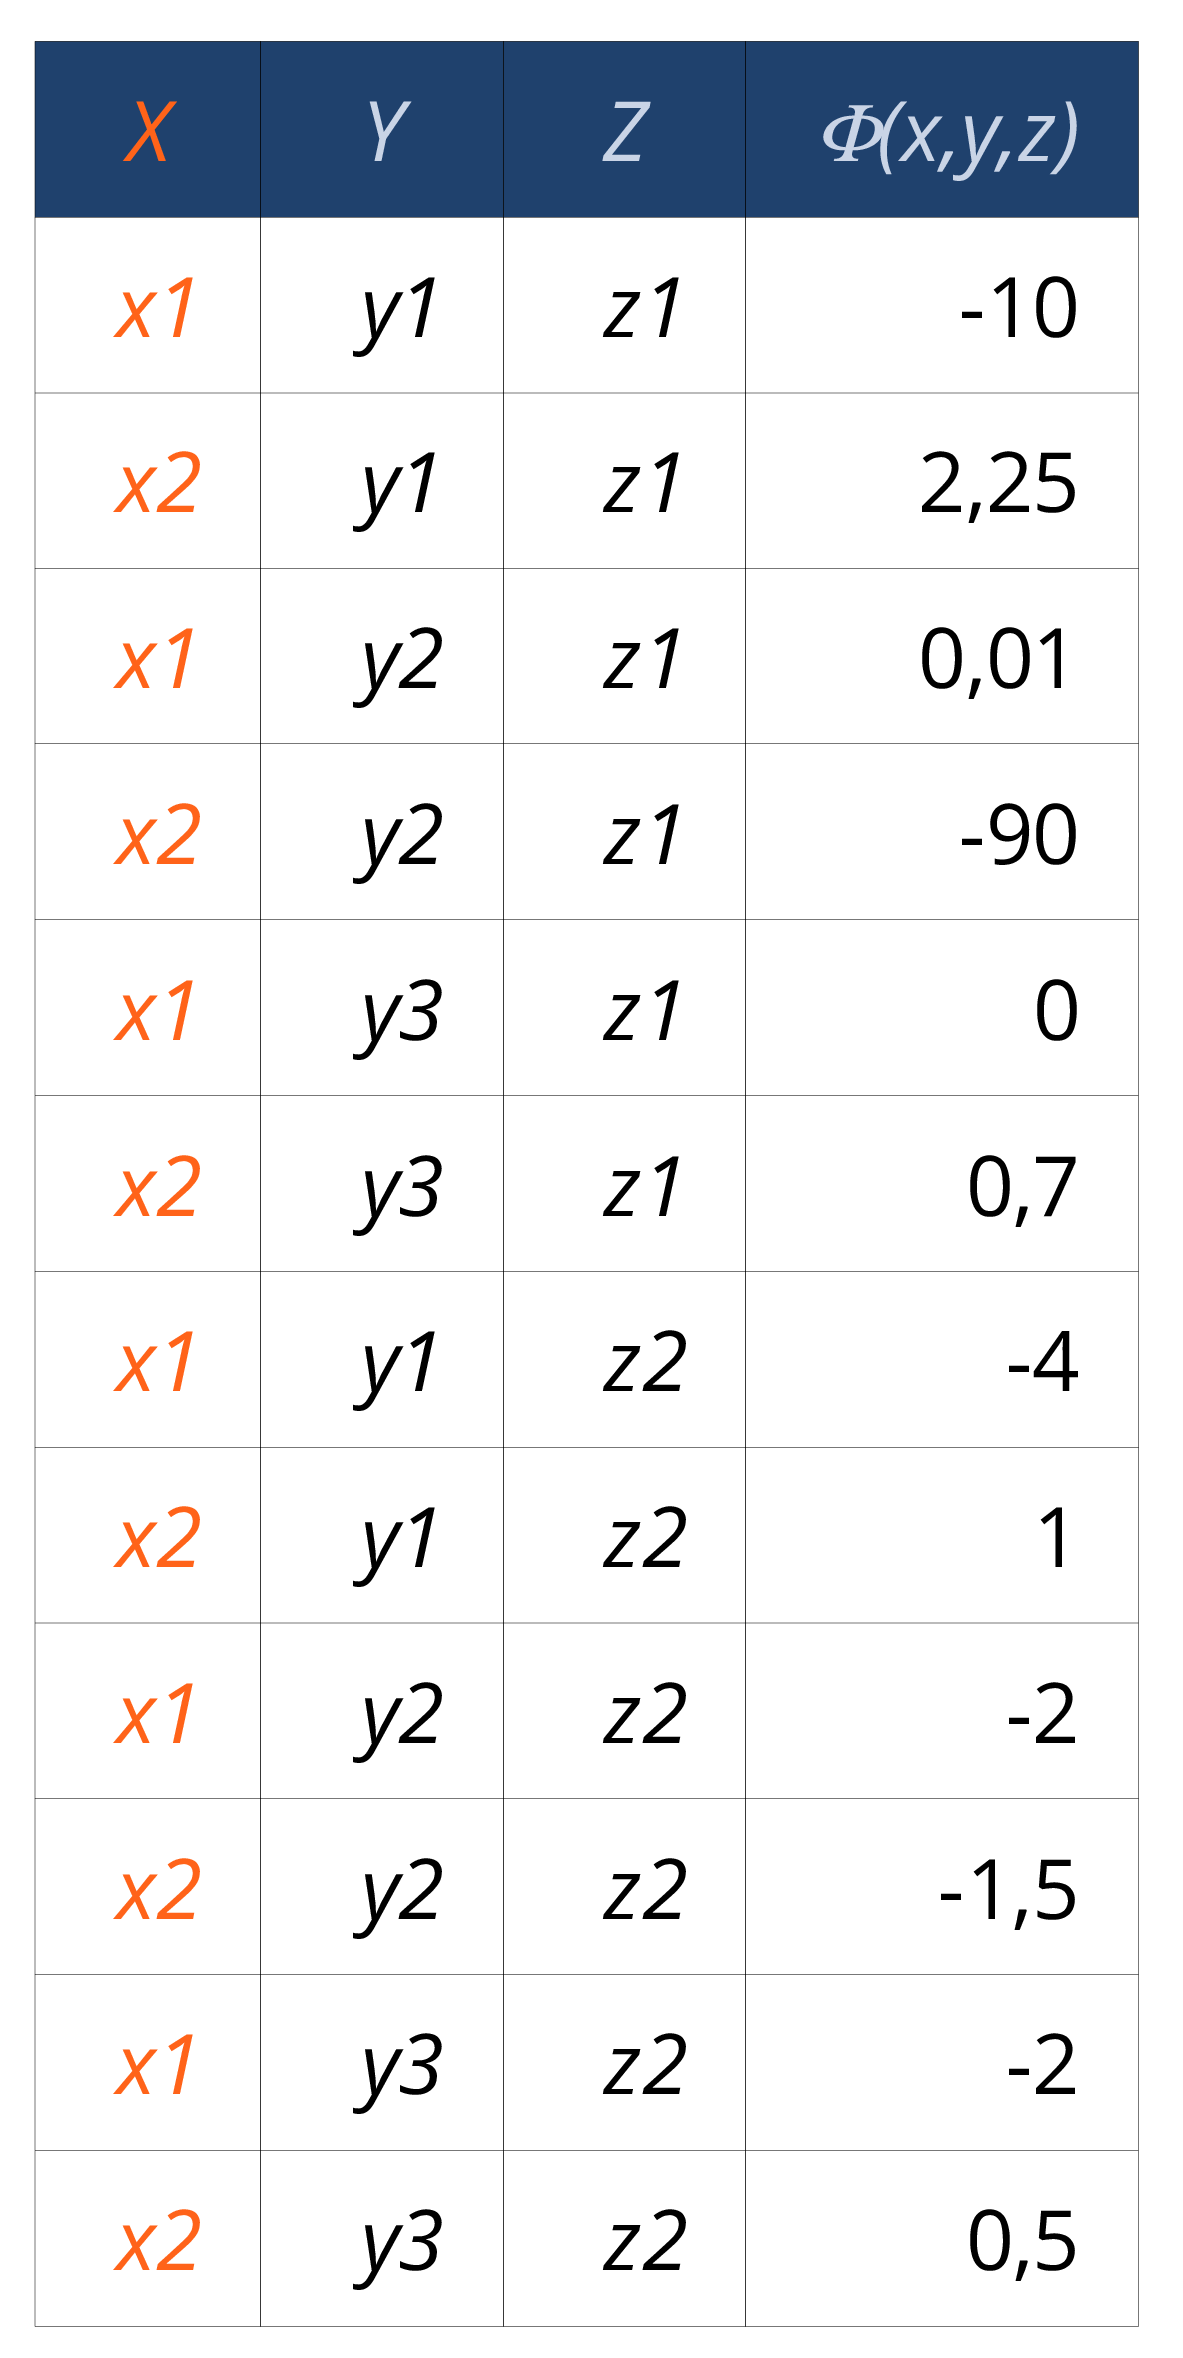 X Y Z Φ(x,y,z)
x1 y1 z1 -10
x2 y1 z1 2,25
x1 y2 z1 0,01
x2 y2 z1 -90
x1 y3 z1 0
x2 y3 z1 0,7
x1 y1 z2 -4
x2 y1 z2 1
x1 y2 z2 -2
x2 y2 z2 -1,5
x1 y3 z2 -2
x2 y3 z2 0,5